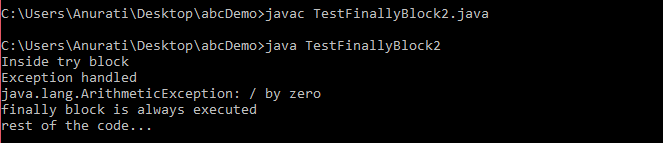 C:\Users\Anurati\Desktop\abcDemo>javac TestFinallyBlock2.java
C:\Users\Anurati\Desktop\abcDemo>java TestFinallyBlock2
Inside try block
Exception handled
java.lang.ArithmeticException: / by zero
finally block is always executed
rest of the code...